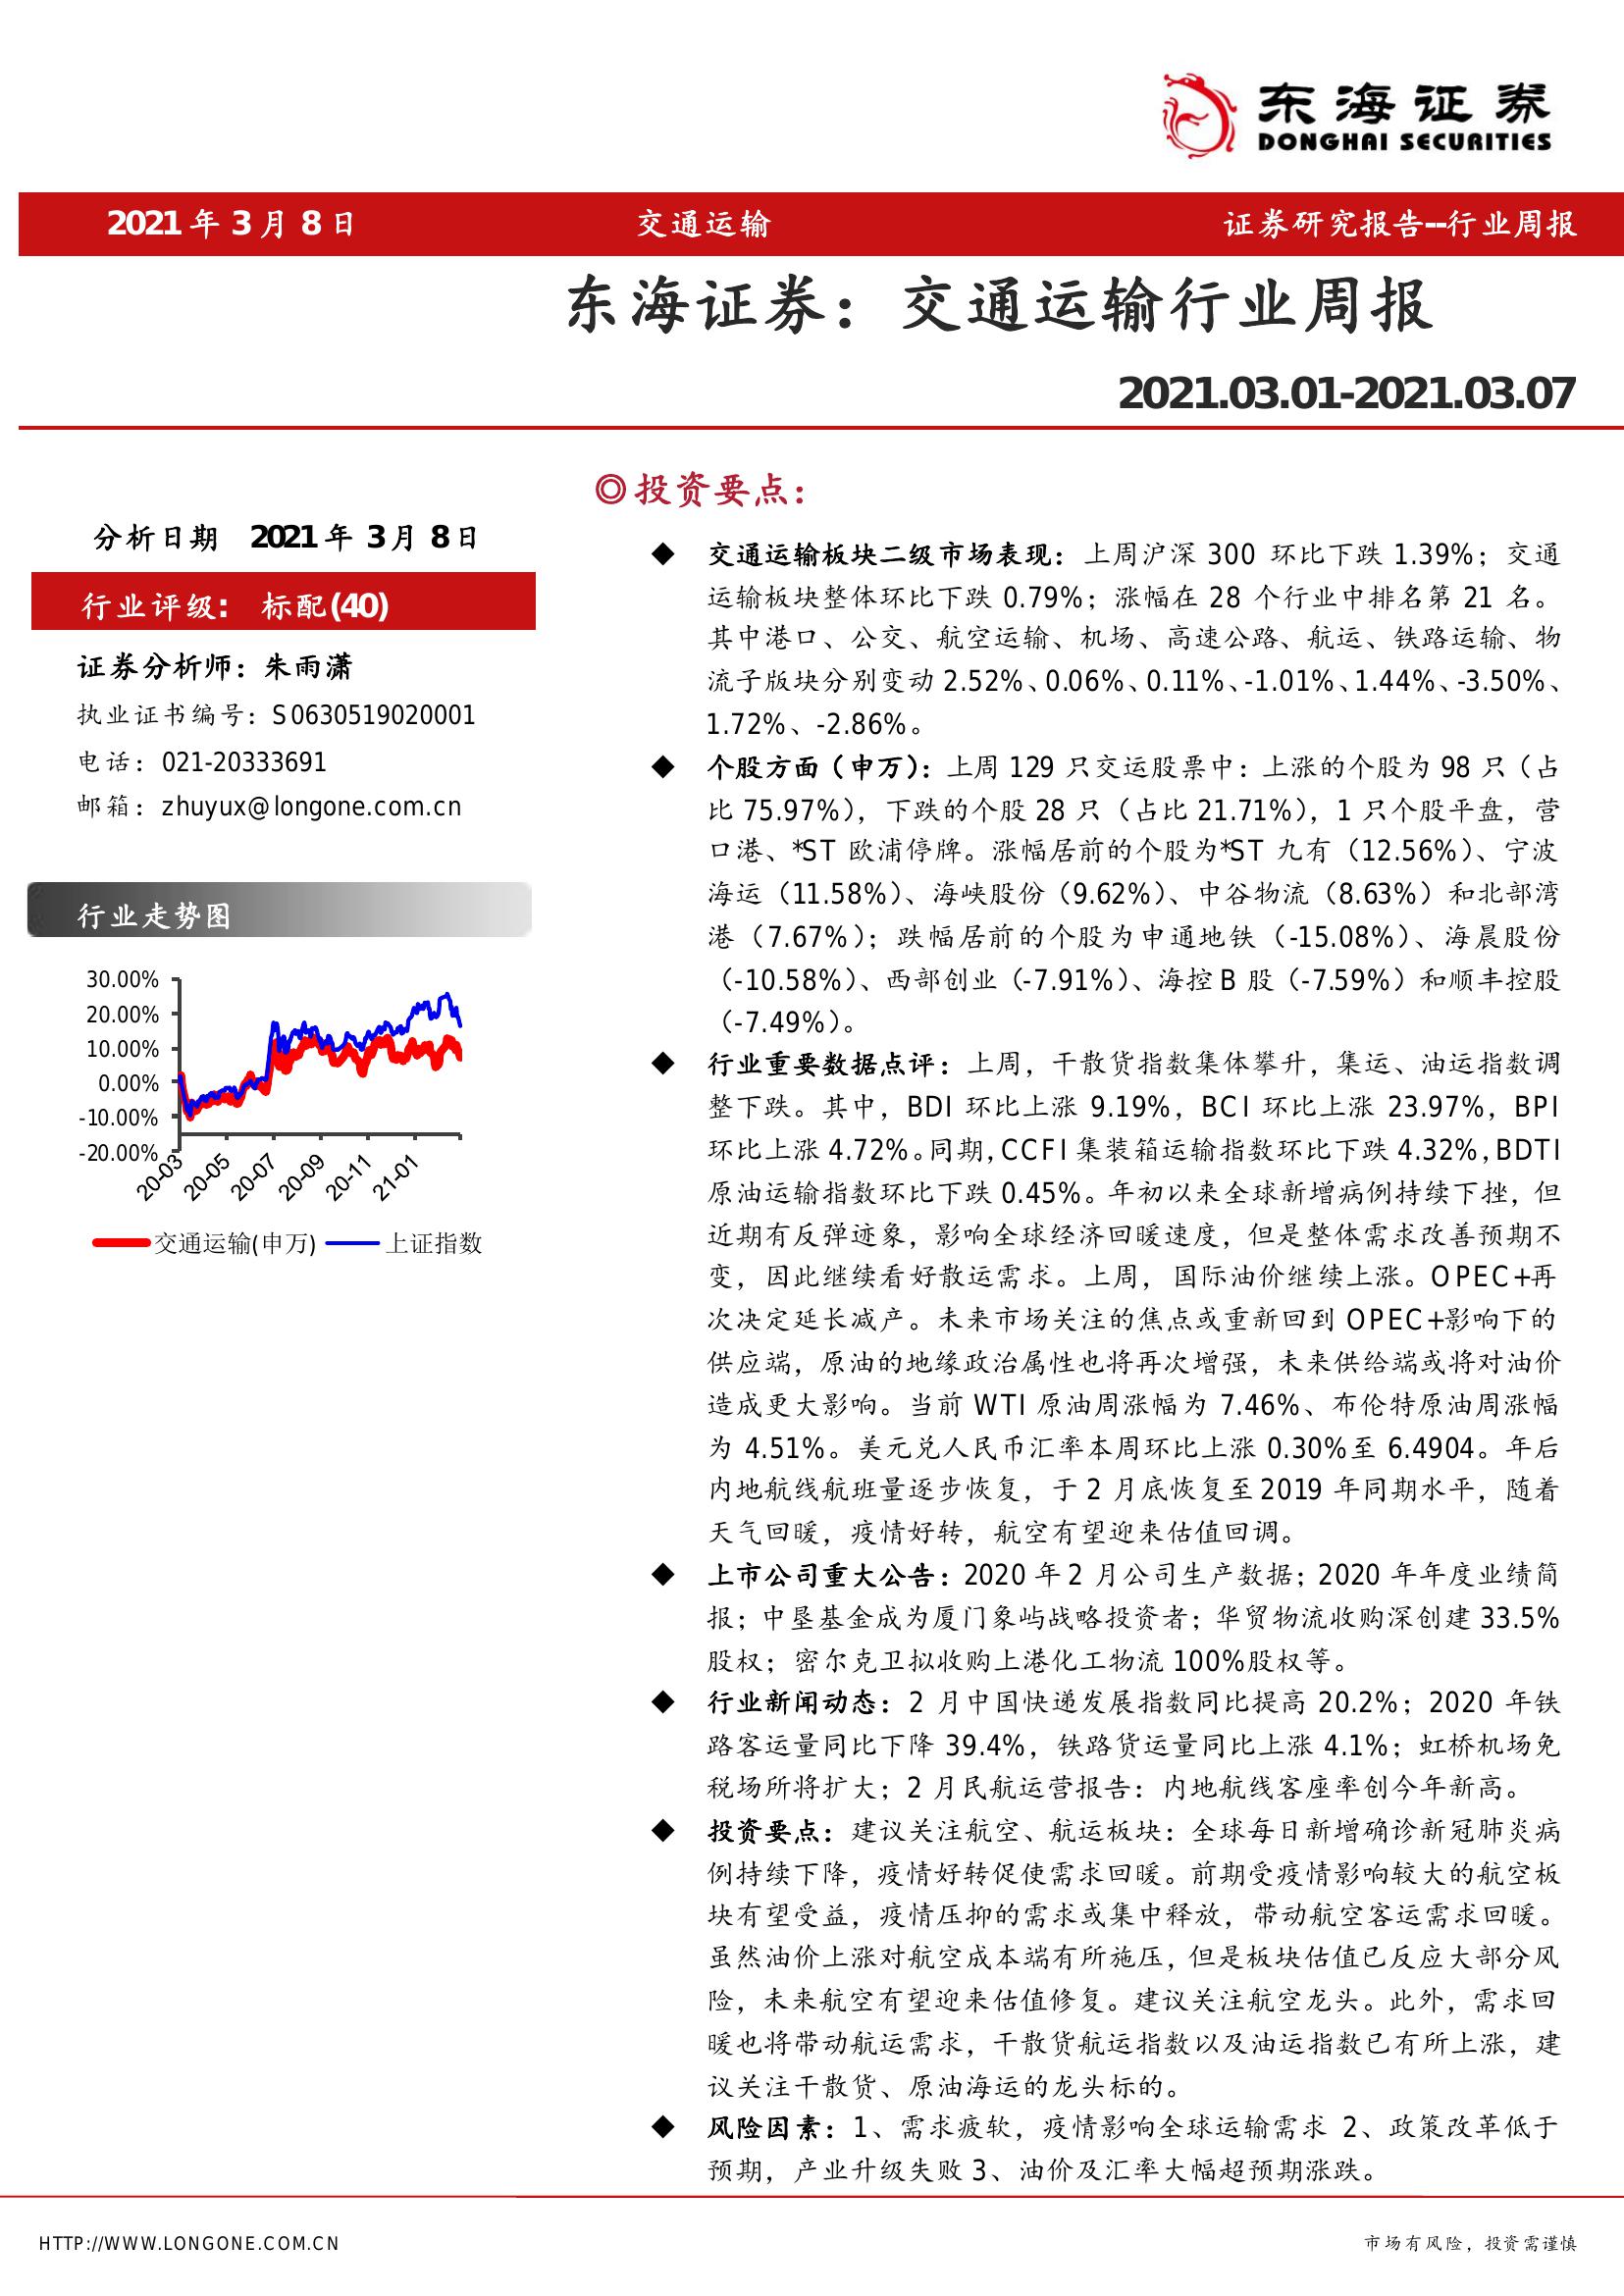 东海证券
DONGHAI SECURITIES
2021 年 3 月 8 日 交通运输 证券研究报告--行业周报
东海证券：交通运输行业周报
2021.03.01-2021.03.07
分析日期 2021 年 3 月 8 日
行业评级: 标配(40)
证券分析师：朱雨潇
执业证书编号：S0630519020001
电话：021-20333691
邮箱：zhuyux@longone.com.cn
行业走势图
30.00%
20.00%
10.00%
0.00%
-10.00%
-20.00%
20-03 20-05 20-07 20-09 20-11 21-01
交通运输(申万) 上证指数
◎投资要点：
◆ 交通运输板块二级市场表现：上周沪深 300 环比下跌 1.39%；交通
运输板块整体环比下跌 0.79%；涨幅在 28 个行业中排名第 21 名。
其中港口、公交、航空运输、机场、高速公路、航运、铁路运输、物
流子版块分别变动 2.52%、0.06%、0.11%、-1.01%、1.44%、-3.50%、
1.72%、-2.86%。
◆ 个股方面（申万）：上周 129 只交运股票中：上涨的个股为 98 只（占
比 75.97%），下跌的个股 28 只（占比 21.71%），1 只个股平盘，营
口港、*ST 欧浦停牌。涨幅居前的个股为*ST 九有（12.56%）、宁波
海运（11.58%）、海峡股份（9.62%）、中谷物流（8.63%）和北部湾
港（7.67%）；跌幅居前的个股为申通地铁（-15.08%）、海晨股份
（-10.58%）、西部创业（-7.91%）、海控 B 股（-7.59%）和顺丰控股
（-7.49%）。
◆ 行业重要数据点评：上周，干散货指数集体攀升，集运、油运指数调
整下跌。其中，BDI 环比上涨 9.19%，BCI 环比上涨 23.97%，BPI
环比上涨 4.72%。同期，CCFI 集装箱运输指数环比下跌 4.32%，BDTI
原油运输指数环比下跌 0.45%。年初以来全球新增病例持续下挫，但
近期有反弹迹象，影响全球经济回暖速度，但是整体需求改善预期不
变，因此继续看好散运需求。上周，国际油价继续上涨。OPEC+再
次决定延长减产。未来市场关注的焦点或重新回到 OPEC+影响下的
供应端，原油的地缘政治属性也将再次增强，未来供给端或将对油价
造成更大影响。当前 WTI 原油周涨幅为 7.46%、布伦特原油周涨幅
为 4.51%。美元兑人民币汇率本周环比上涨 0.30%至 6.4904。年后
内地航线航班量逐步恢复，于 2 月底恢复至 2019 年同期水平，随着
天气回暖，疫情好转，航空有望迎来估值回调。
◆ 上市公司重大公告：2020 年 2 月公司生产数据；2020 年年度业绩简
报；中垦基金成为厦门象屿战略投资者；华贸物流收购深创建 33.5%
股权；密尔克卫拟收购上港化工物流 100%股权等。
◆ 行业新闻动态：2 月中国快递发展指数同比提高 20.2%；2020 年铁
路客运量同比下降 39.4%，铁路货运量同比上涨 4.1%；虹桥机场免
税场所将扩大；2 月民航运营报告：内地航线客座率创今年新高。
◆ 投资要点：建议关注航空、航运板块：全球每日新增确诊新冠肺炎病
例持续下降，疫情好转促使需求回暖。前期受疫情影响较大的航空板
块有望受益，疫情压抑的需求或集中释放，带动航空客运需求回暖。
虽然油价上涨对航空成本端有所施压，但是板块估值已反应大部分风
险，未来航空有望迎来估值修复。建议关注航空龙头。此外，需求回
暖也将带动航运需求，干散货航运指数以及油运指数已有所上涨，建
议关注干散货、原油海运的龙头标的。
◆ 风险因素：1、需求疲软，疫情影响全球运输需求 2、政策改革低于
预期，产业升级失败 3、油价及汇率大幅超预期涨跌。
HTTP://WWW.LONGONE.COM.CN 市场有风险，投资需谨慎